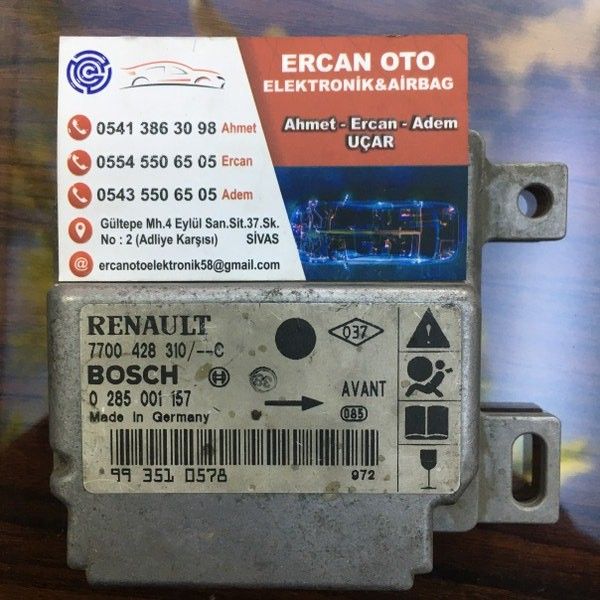 ERCAN OTO
ELEKTRONİK&AİRBAG
Ahmet - Ercan - Adem
UÇAR
0541 386 30 98 Ahmet
0554 550 65 05 Ercan
0543 550 65 05 Adem
Gültepe Mh.4 Eylül San.Sit.37.Sk.
No : 2 (Adliye Karşısı) SİVAS
ercanotoelektronik58@gmail.com
RENAULT
7700 428 310/--C
037
BOSCH
0 285 001 157
AVANT
Made in Germany
085
99 351 0578
972